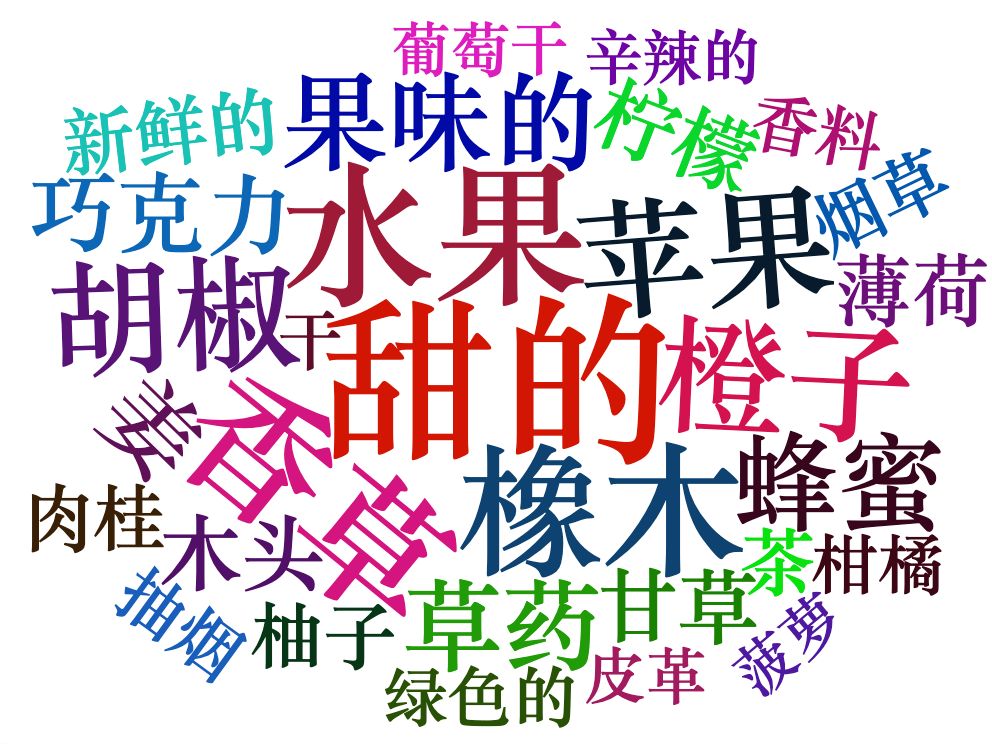 葡萄干
辛辣的
新鲜的
果味的
柠檬
香料
巧克力
水果
苹果
烟草
胡椒
薄荷
干
甜的
橙子
姜
香草
橡木
蜂蜜
肉桂
木头
茶
柑橘
抽烟
柚子
草药
甘草
菠萝
绿色的
皮革